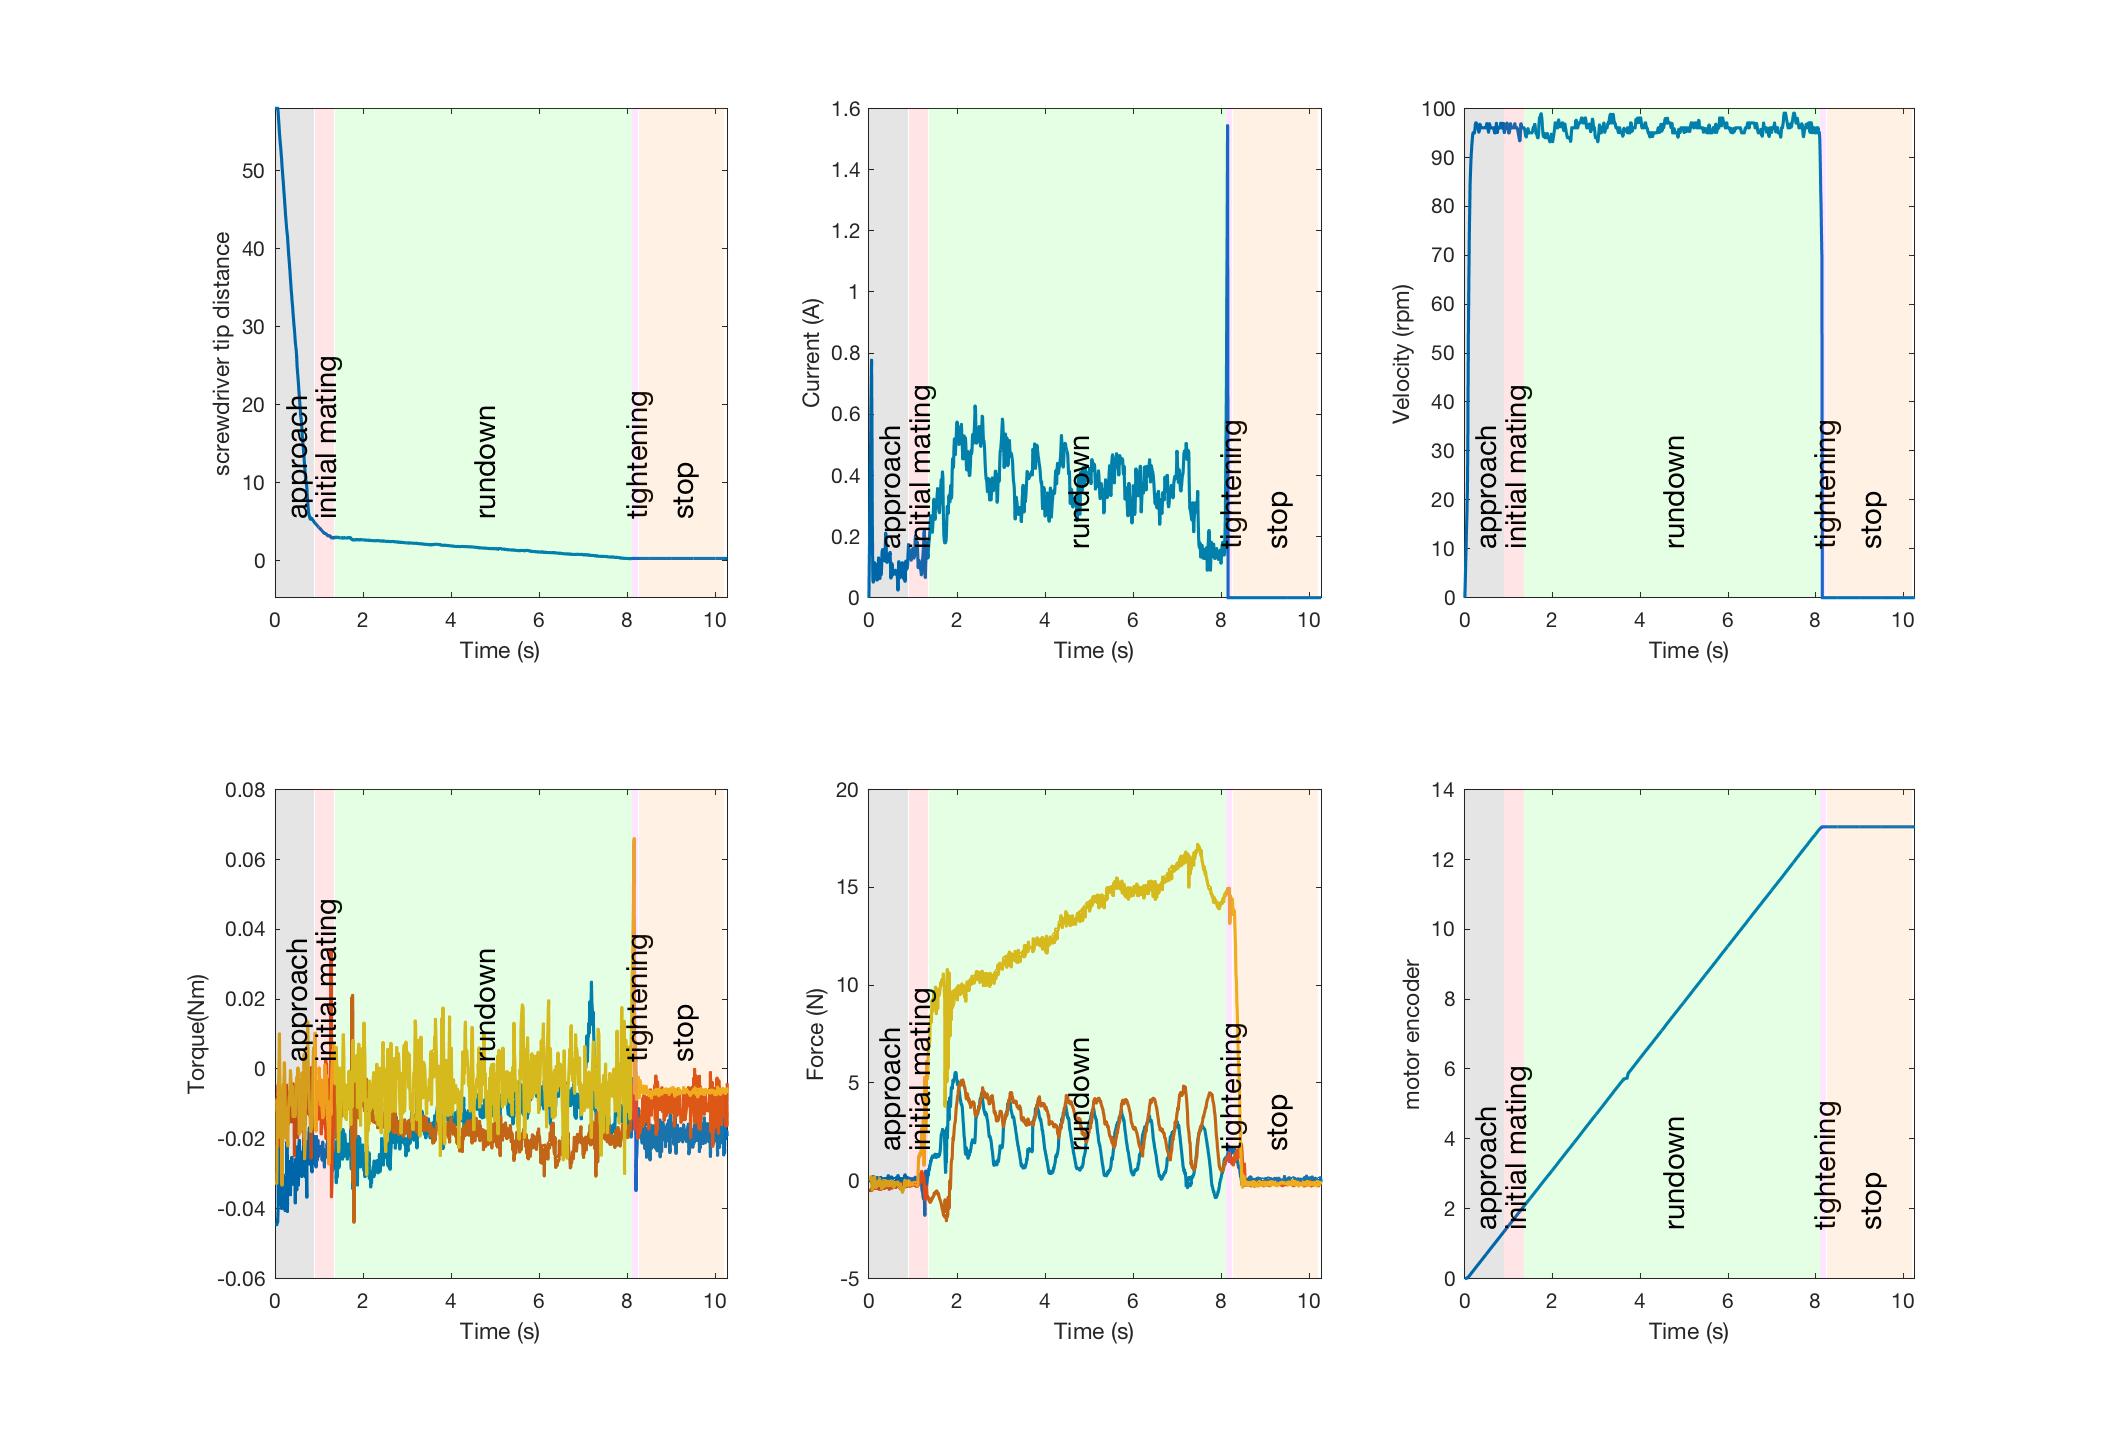 screwdriver tip distance
50
40
30
20
10
0
approach
initial mating
rundown
tightening
stop
0 2 4 6 8 10
Time (s)
Current (A)
1.6
1.4
1.2
1
0.8
0.6
0.4
0.2
0
approach
initial mating
rundown
tightening
stop
0 2 4 6 8 10
Time (s)
Velocity (rpm)
100
90
80
70
60
50
40
30
20
10
0
approach
initial mating
rundown
tightening
stop
0 2 4 6 8 10
Time (s)
Torque(Nm)
0.08
0.06
0.04
0.02
0
-0.02
-0.04
-0.06
approach
initial mating
rundown
tightening
stop
0 2 4 6 8 10
Time (s)
Force (N)
20
15
10
5
0
-5
approach
initial mating
rundown
tightening
stop
0 2 4 6 8 10
Time (s)
motor encoder
14
12
10
8
6
4
2
0
approach
initial mating
rundown
tightening
stop
0 2 4 6 8 10
Time (s)